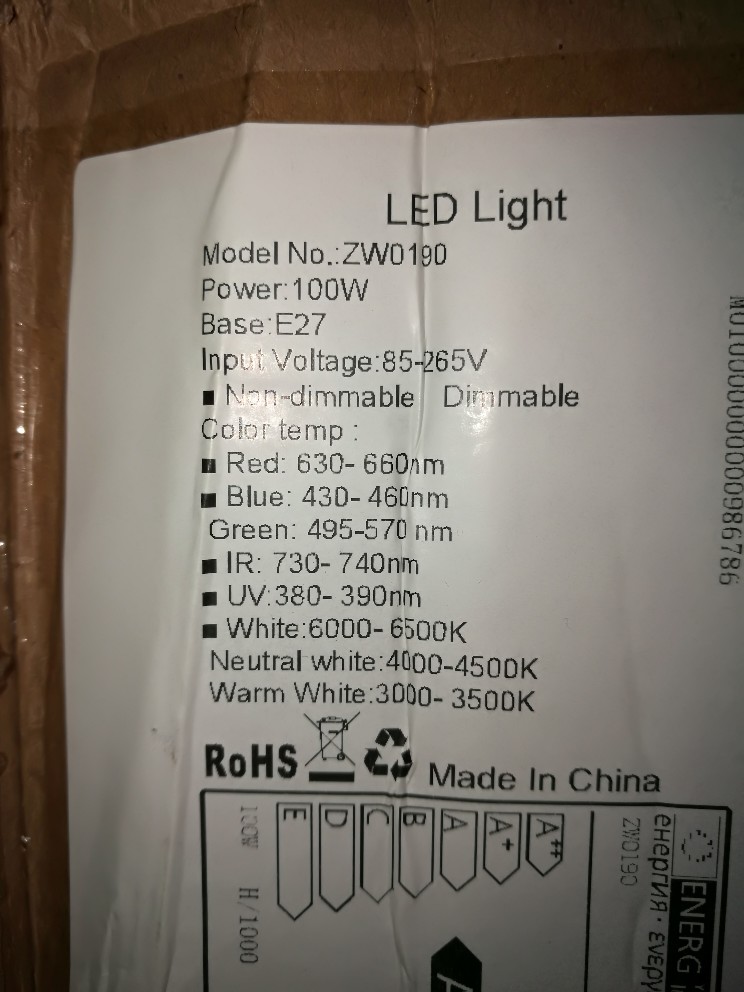 LED Light
Model No.:ZW0190
Power:100W
Base:E27
Input Voltage:85-265V
■ Non-dimmable Dimmable
Color temp :
■ Red: 630- 660nm
■ Blue: 430- 460nm
Green: 495-570 nm
■ IR: 730- 740nm
■ UV:380- 390nm
■ White:6000- 6500K
Neutral white:4000-4500K
Warm White:3000- 3500K
RoHS Made In China
ENERG
енергия · ενεργ
ZW0190
A++
A+
A
B
C
D
E
A
100W H/1000